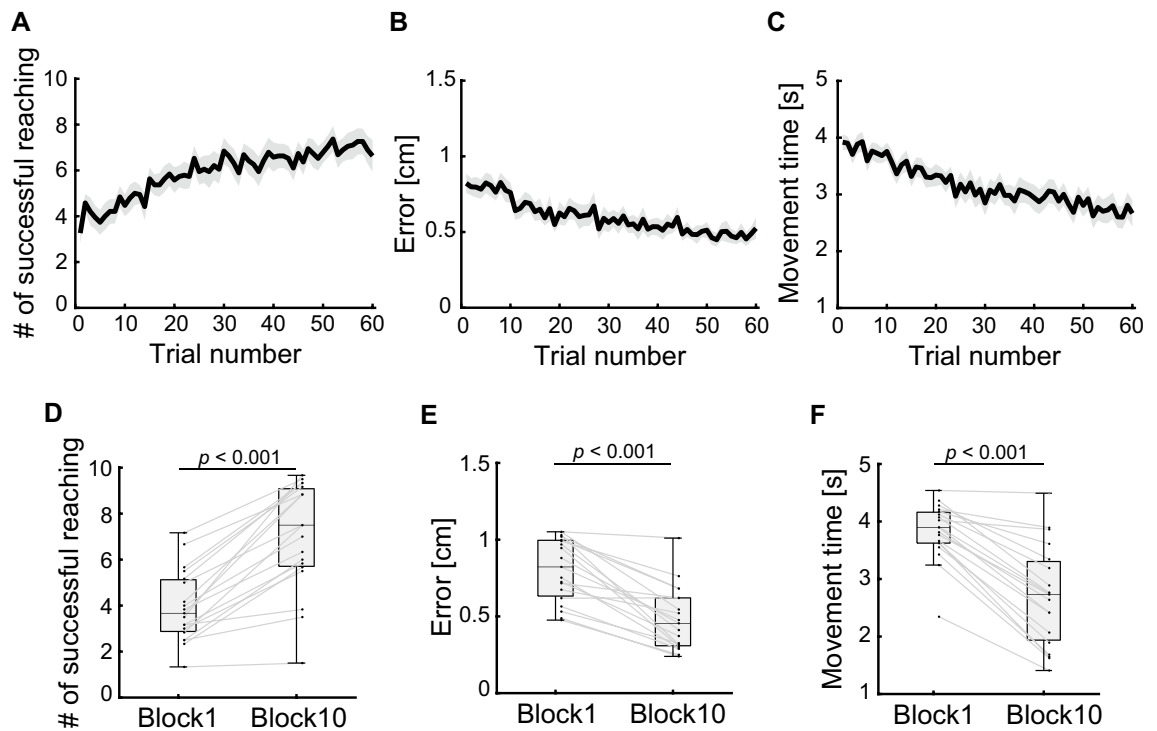 A
# of successful reaching
10
8
6
4
2
0
0 10 20 30 40 50 60
Trial number
B
Error [cm]
1.5
1
0.5
0
0 10 20 30 40 50 60
Trial number
C
Movement time [s]
5
4
3
2
1
0 10 20 30 40 50 60
Trial number
D
# of successful reaching
10
8
6
4
2
0
p < 0.001
Block1 Block10
E
Error [cm]
1.5
1
0.5
0
p < 0.001
Block1 Block10
F
Movement time [s]
5
4
3
2
1
p < 0.001
Block1 Block10